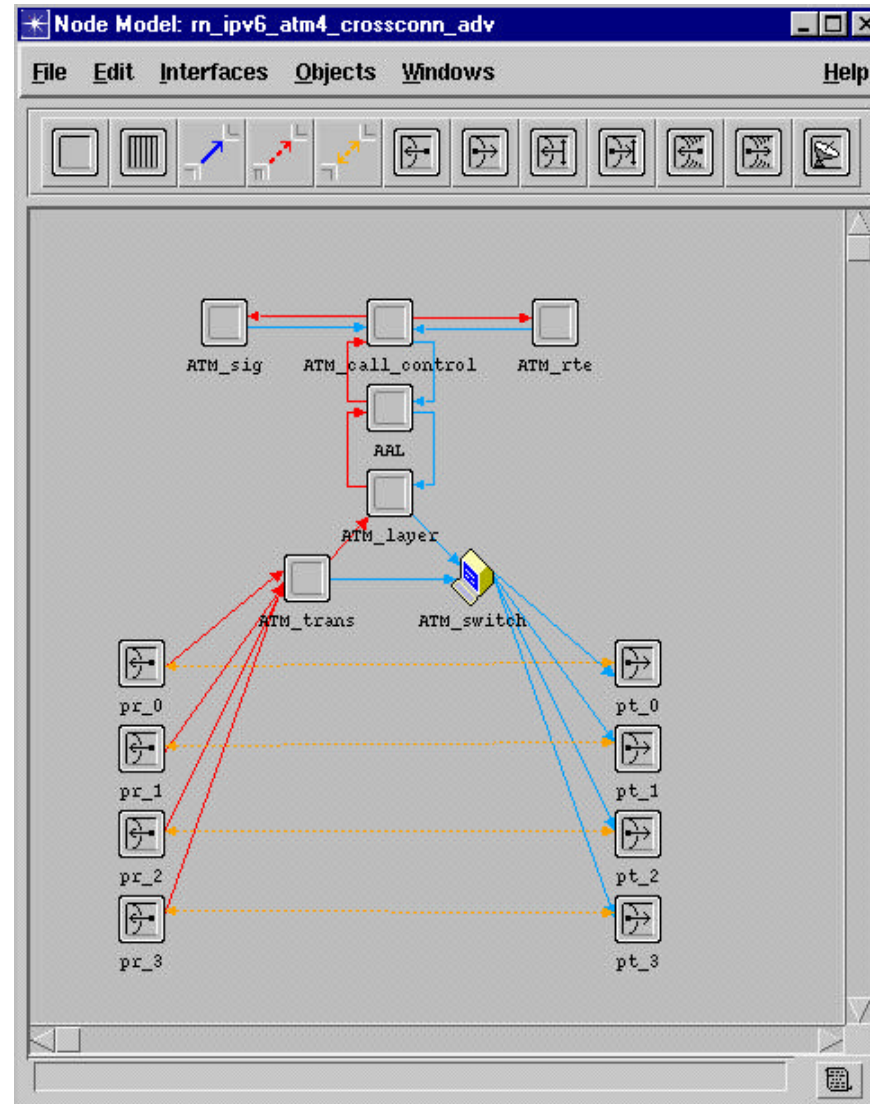 Node Model: rn_ipv6_atm4_crossconn_adv
File Edit Interfaces Objects Windows Help
ATM_sig ATM_call_control ATM_rte
AAL
ATM_layer
ATM_trans ATM_switch
pr_0 pt_0
pr_1 pt_1
pr_2 pt_2
pr_3 pt_3